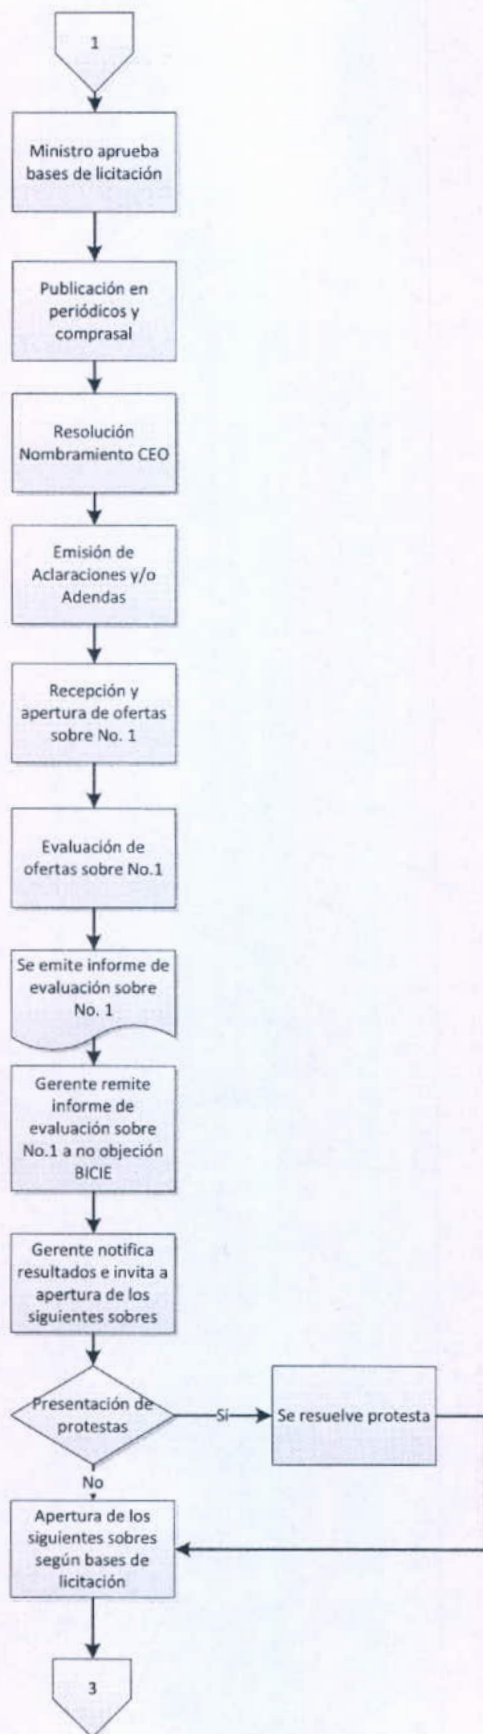 1
Ministro aprueba
bases de licitación
Publicación en
periódicos y
comprasal
Resolución
Nombramiento CEO
Emisión de
Aclaraciones y/o
Adendas
Recepción y
apertura de ofertas
sobre No. 1
Evaluación de
ofertas sobre No.1
Se emite informe de
evaluación sobre
No. 1
Gerente remite
informe de
evaluación sobre
No.1 a no objeción
BICIE
Gerente notifica
resultados e invita a
apertura de los
siguientes sobres
Presentación de
protestas
Sí
Se resuelve protesta
No
Apertura de los
siguientes sobres
según bases de
licitación
3